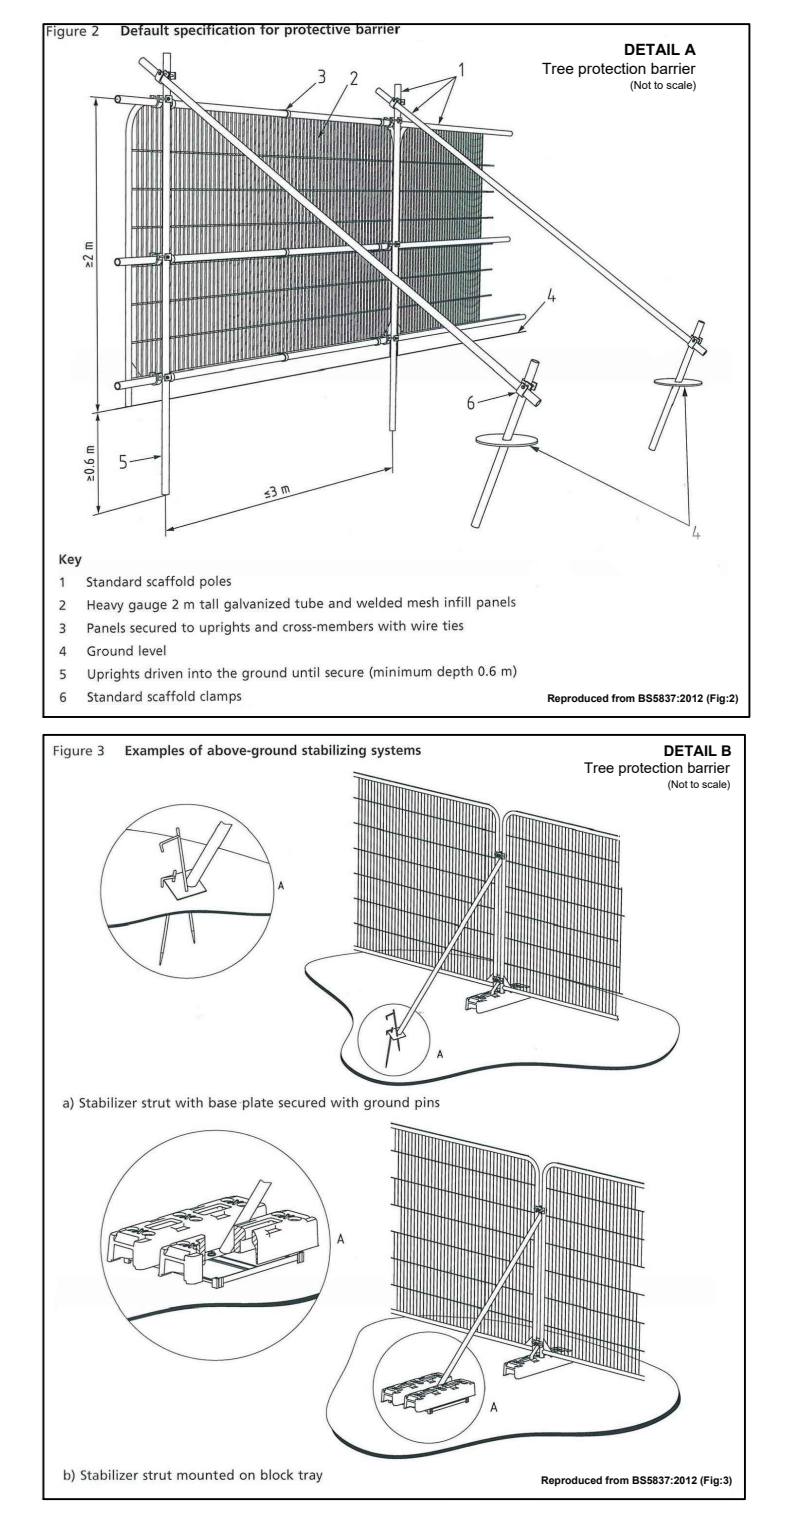 Figure 2 Default specification for protective barrier
DETAIL A
Tree protection barrier
(Not to scale)
3
2
1
≥2 m
4
6
5
≥0.6 m
≤3 m
4
Key
1 Standard scaffold poles
2 Heavy gauge 2 m tall galvanized tube and welded mesh infill panels
3 Panels secured to uprights and cross-members with wire ties
4 Ground level
5 Uprights driven into the ground until secure (minimum depth 0.6 m)
6 Standard scaffold clamps
Reproduced from BS5837:2012 (Fig:2)
Figure 3 Examples of above-ground stabilizing systems
DETAIL B
Tree protection barrier
(Not to scale)
A
A
a) Stabilizer strut with base plate secured with ground pins
A
A
b) Stabilizer strut mounted on block tray
Reproduced from BS5837:2012 (Fig:3)